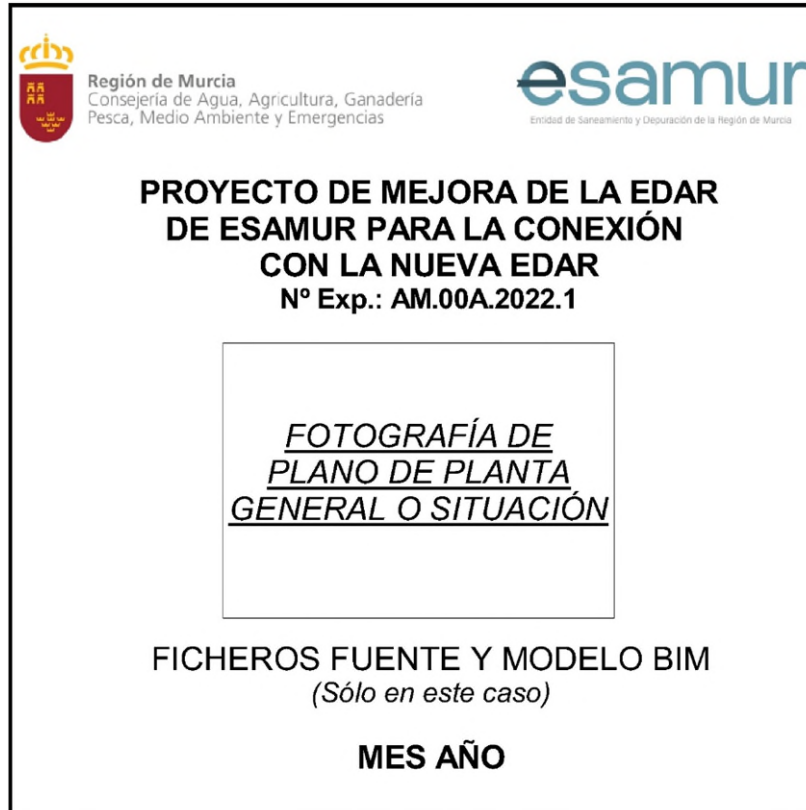 Región de Murcia
Consejería de Agua, Agricultura, Ganadería
Pesca, Medio Ambiente y Emergencias
esamur
Entidad de Saneamiento y Depuración de la Región de Murcia
PROYECTO DE MEJORA DE LA EDAR
DE ESAMUR PARA LA CONEXIÓN
CON LA NUEVA EDAR
Nº Exp.: AM.00A.2022.1
FOTOGRAFÍA DE
PLANO DE PLANTA
GENERAL O SITUACIÓN
FICHEROS FUENTE Y MODELO BIM
(Sólo en este caso)
MES AÑO